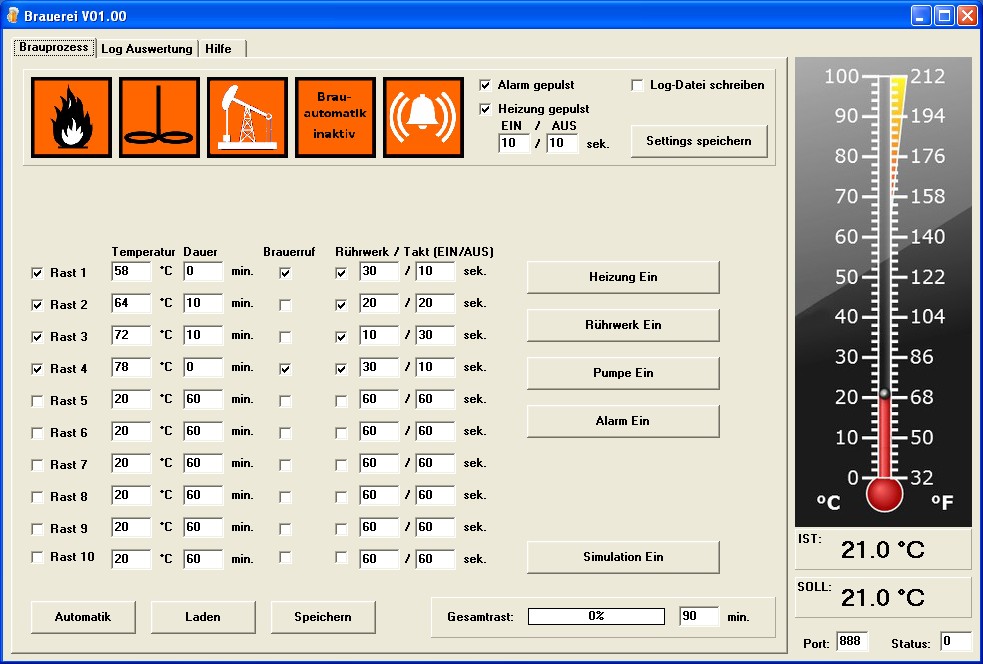 Brauerei V01.00
Brauprozess Log Auswertung Hilfe
Brau-
automatik
inaktiv
Alarm gepulst
Heizung gepulst
EIN / AUS
10 / 10 sek.
Log-Datei schreiben
Settings speichern
Temperatur Dauer Brauerruf Rührwerk / Takt (EIN/AUS)
Rast 1 58 °C 0 min. 30 / 10 sek.
Rast 2 64 °C 10 min. 20 / 20 sek.
Rast 3 72 °C 10 min. 10 / 30 sek.
Rast 4 78 °C 0 min. 30 / 10 sek.
Rast 5 20 °C 60 min. 60 / 60 sek.
Rast 6 20 °C 60 min. 60 / 60 sek.
Rast 7 20 °C 60 min. 60 / 60 sek.
Rast 8 20 °C 60 min. 60 / 60 sek.
Rast 9 20 °C 60 min. 60 / 60 sek.
Rast 10 20 °C 60 min. 60 / 60 sek.
Heizung Ein
Rührwerk Ein
Pumpe Ein
Alarm Ein
Simulation Ein
Automatik Laden Speichern
Gesamtrast: 0% 90 min.
100 212
90 194
80 176
70 158
60 140
50 122
40 104
30 86
20 68
10 50
0 32
°C °F
IST: 21.0 °C
SOLL: 21.0 °C
Port: 888 Status: 0